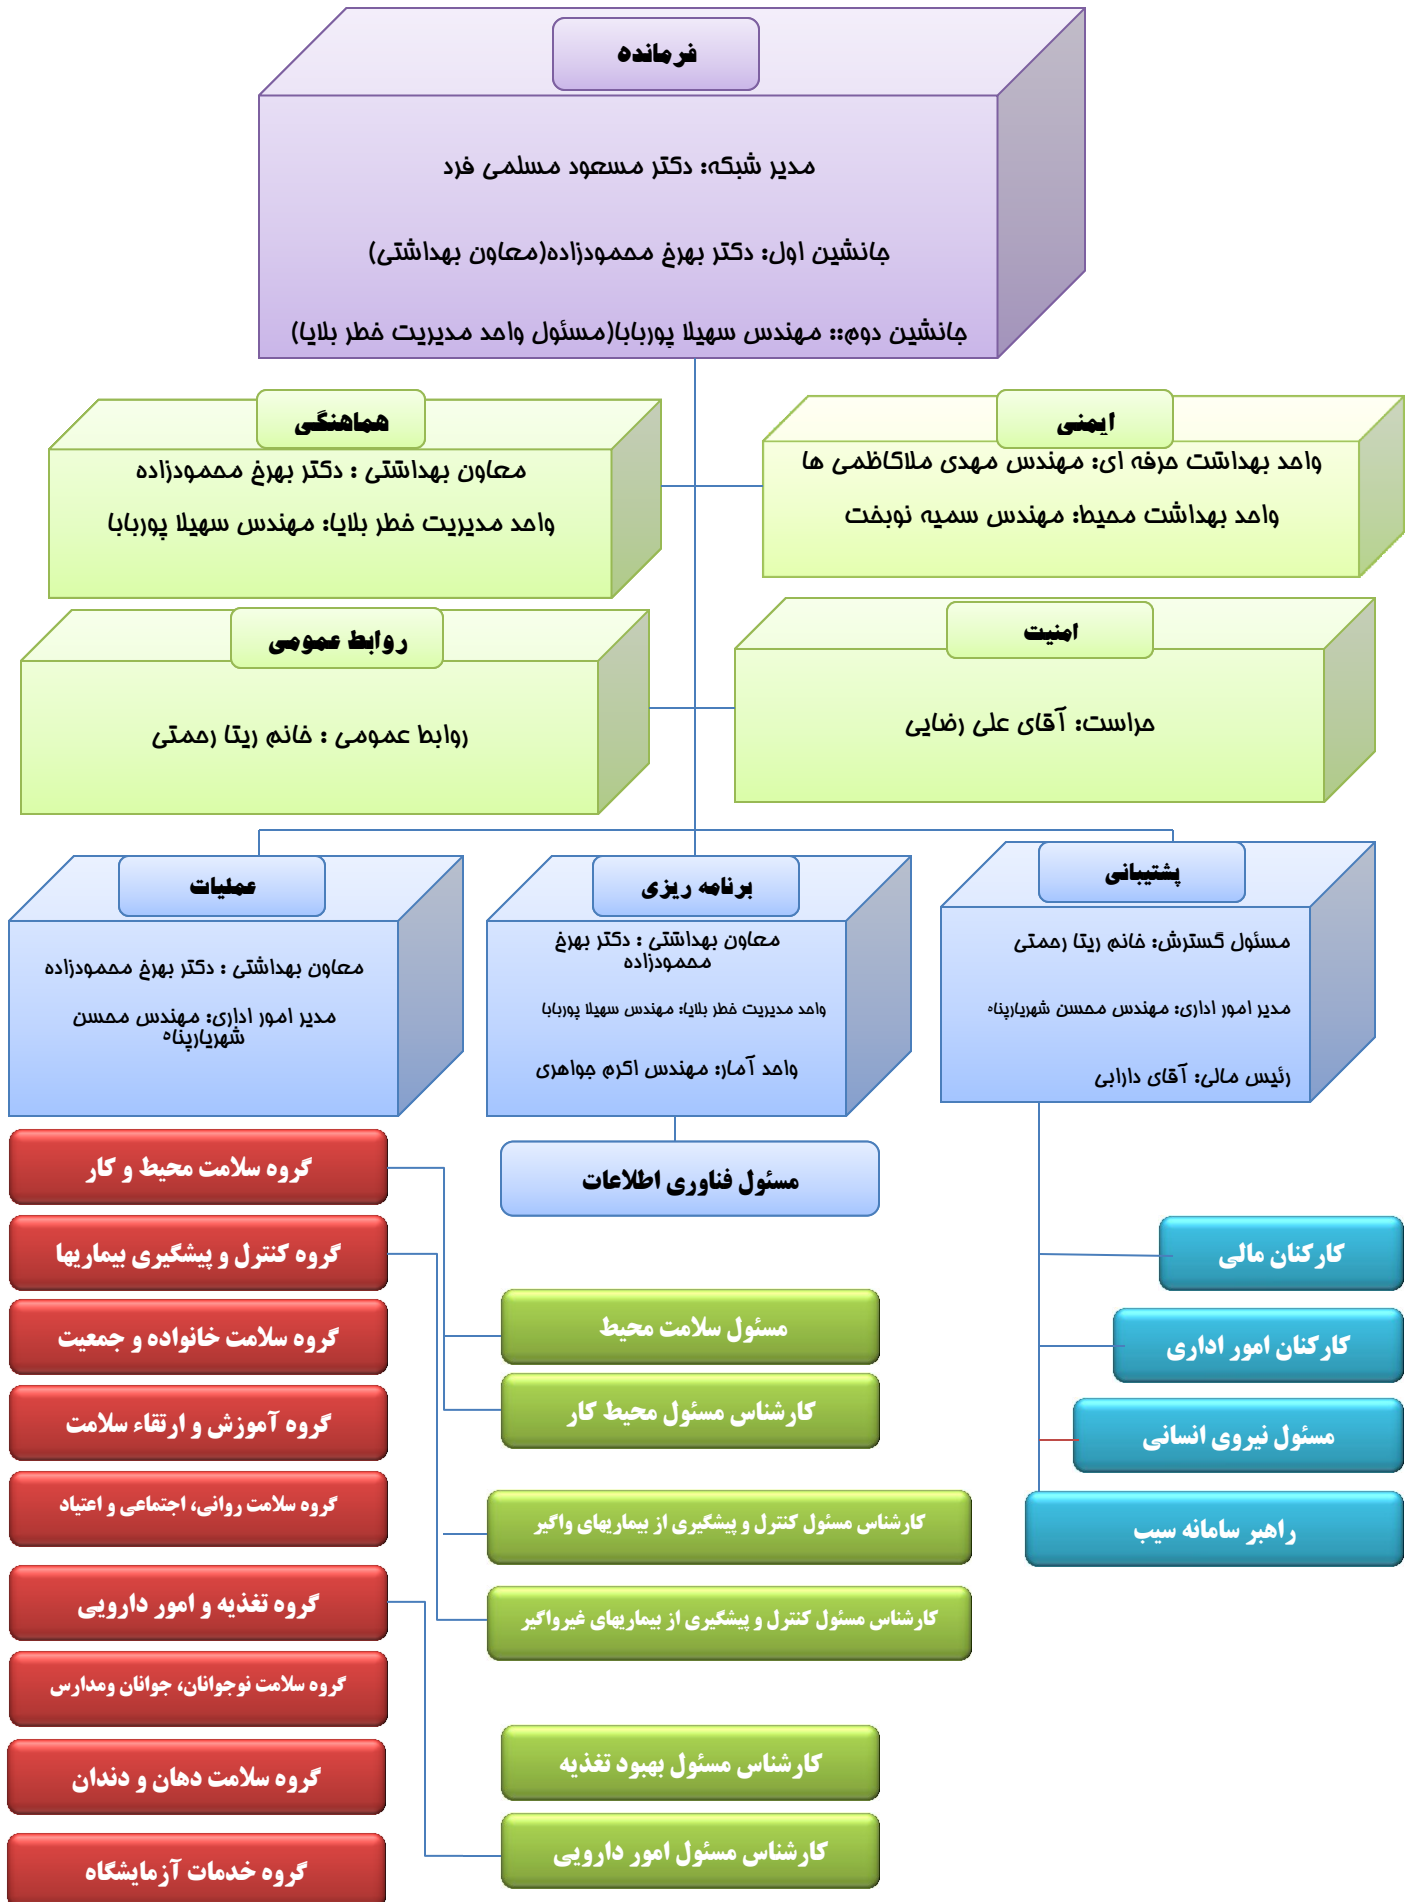 فرمانده
مدیر شبکه: دکتر مسعود مسلمی فرد
جانشین اول: دکتر بهرخ محمودزاده(معاون بهداشتی)
جانشین دوم:: مهندس سهیلا پوربابا(مسئول واحد مدیریت خطر بلایا)
ایمنی
واحد بهداشت حرفه ای: مهندس مهدی ملاکاظمی ها
واحد بهداشت محیط: مهندس سمیه نوبخت
هماهنگی
معاون بهداشتی : دکتر بهرخ محمودزاده
واحد مدیریت خطر بلایا: مهندس سهیلا پوربابا
امنیت
حراست: آقای علی رضایی
روابط عمومی
روابط عمومی : خانم ریتا رحمتی
پشتیبانی
مسئول گسترش: خانم ریتا رحمتی
مدیر امور اداری: مهندس محسن شهریارپناه
رئیس مالی: آقای دارابی
برنامه ریزی
معاون بهداشتی : دکتر بهرخ
محمودزاده
واحد مدیریت خطر بلایا: مهندس سهیلا پوربابا
واحد آمار: مهندس اکرم جواهری
عملیات
معاون بهداشتی : دکتر بهرخ محمودزاده
مدیر امور اداری: مهندس محسن
شهریارپناه
کارکنان مالی
کارکنان امور اداری
مسئول نیروی انسانی
راهبر سامانه سیب
مسئول فناوری اطلاعات
مسئول سلامت محیط
کارشناس مسئول محیط کار
کارشناس مسئول کنترل و پیشگیری از بیماریهای واگیر
کارشناس مسئول کنترل و پیشگیری از بیماریهای غیرواگیر
کارشناس مسئول بهبود تغذیه
کارشناس مسئول امور دارویی
گروه سلامت محیط و کار
گروه کنترل و پیشگیری بیماریها
گروه سلامت خانواده و جمعیت
گروه آموزش و ارتقاء سلامت
گروه سلامت روانی، اجتماعی و اعتیاد
گروه تغذیه و امور دارویی
گروه سلامت نوجوانان، جوانان ومدارس
گروه سلامت دهان و دندان
گروه خدمات آزمایشگاه